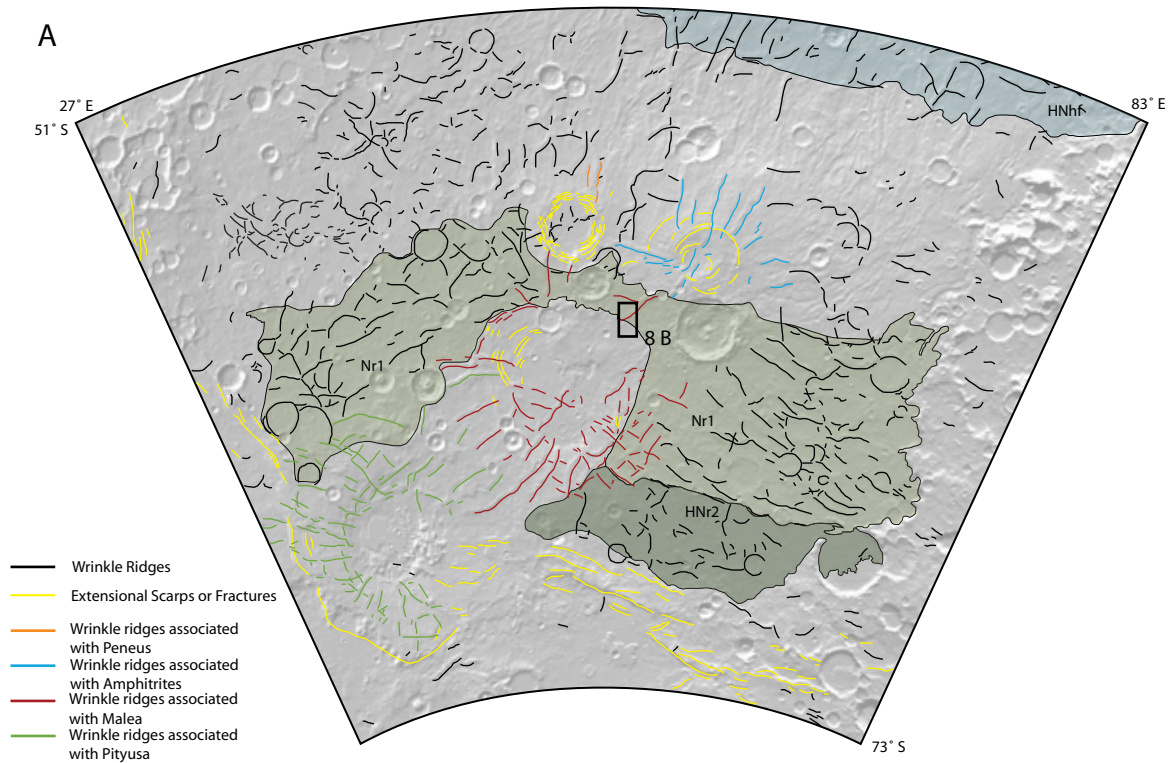 A
27° E
51° S
83° E
HNhf
8 B
Nr1
Nr1
HNr2
Wrinkle Ridges
Extensional Scarps or Fractures
Wrinkle ridges associated
with Peneus
Wrinkle ridges associated
with Amphitrites
Wrinkle ridges associated
with Malea
Wrinkle ridges associated
with Pityusa
73° S